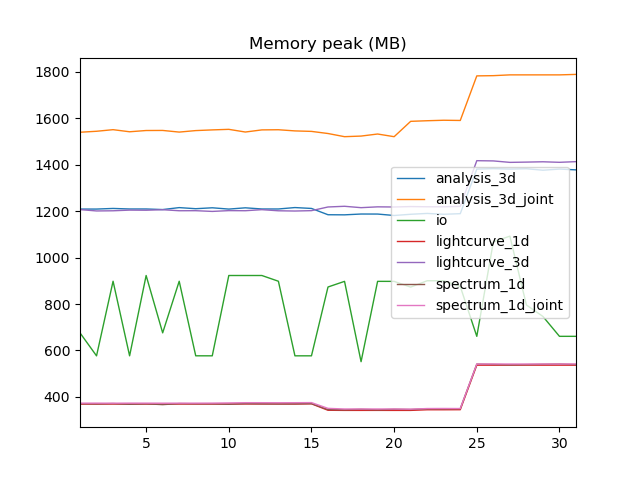 Memory peak (MB)
1800
1600
1400
1200
1000
800
600
400
5
10
15
20
25
30
analysis_3d
analysis_3d_joint
io
lightcurve_1d
lightcurve_3d
spectrum_1d
spectrum_1d_joint